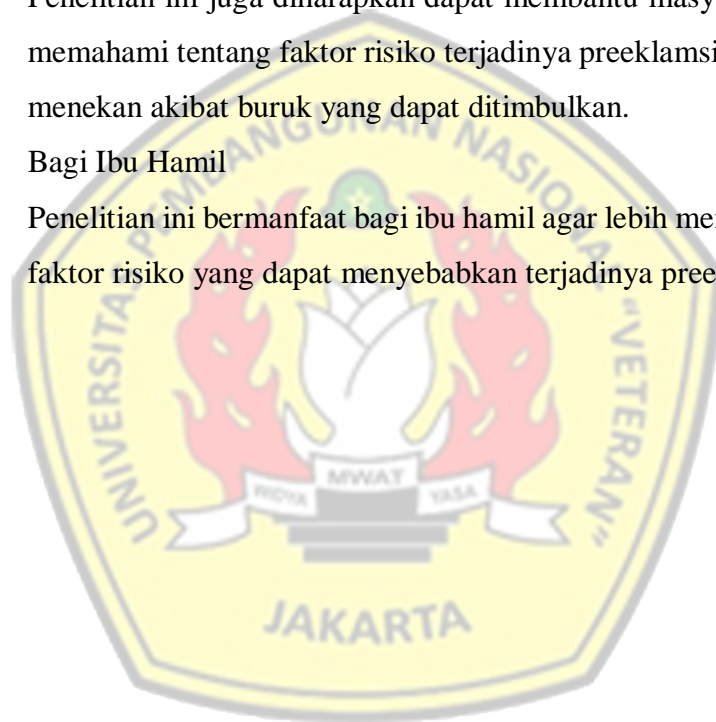 Penelitian ini juga diharapkan dapat membantu masy
memahami tentang faktor risiko terjadinya preeklamsi
menekan akibat buruk yang dapat ditimbulkan.
Bagi Ibu Hamil
Penelitian ini bermanfaat bagi ibu hamil agar lebih me
faktor risiko yang dapat menyebabkan terjadinya pree
UNIVERSITAS PEMBANGUNAN NASIONAL "VETERAN"
WIDYA MWAT YASA
JAKARTA